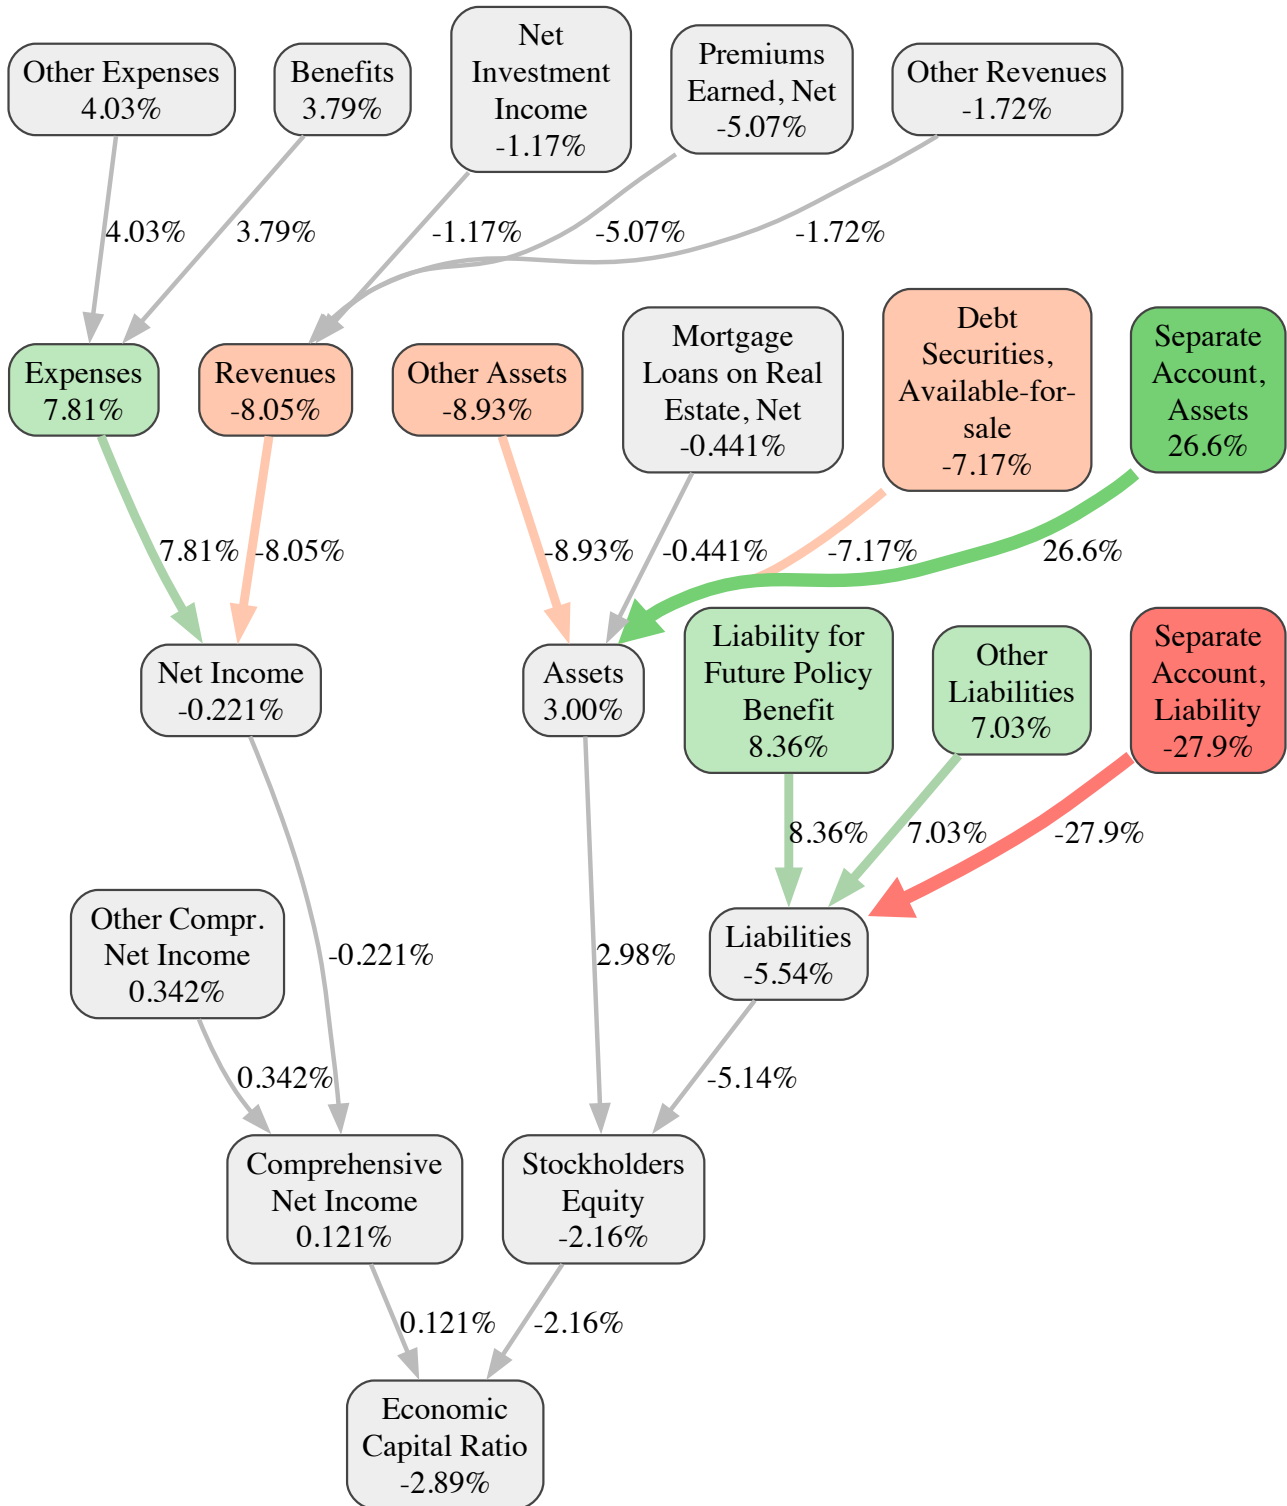 Other Expenses
4.03%
Benefits
3.79%
Net
Investment
Income
-1.17%
Premiums
Earned, Net
-5.07%
Other Revenues
-1.72%
4.03%
3.79%
-1.17%
-5.07%
-1.72%
Expenses
7.81%
Revenues
-8.05%
Other Assets
-8.93%
Mortgage
Loans on Real
Estate, Net
-0.441%
Debt
Securities,
Available-for-
sale
-7.17%
Separate
Account,
Assets
26.6%
7.81%
-8.05%
-8.93%
-0.441%
-7.17%
26.6%
Net Income
-0.221%
Assets
3.00%
Liability for
Future Policy
Benefit
8.36%
Other
Liabilities
7.03%
Separate
Account,
Liability
-27.9%
8.36%
7.03%
-27.9%
Other Compr.
Net Income
0.342%
-0.221%
2.98%
Liabilities
-5.54%
0.342%
-5.14%
Comprehensive
Net Income
0.121%
Stockholders
Equity
-2.16%
0.121%
-2.16%
Economic
Capital Ratio
-2.89%